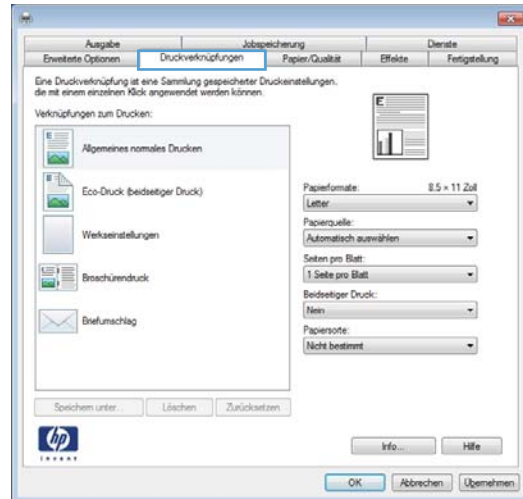 Ausgabe Jobspeicherung Dienste
Erweiterte Optionen Druckverknüpfungen Papier/Qualität Effekte Fertigstellung
Eine Druckverknüpfung ist eine Sammlung gespeicherter Druckeinstellungen,
die mit einem einzelnen Klick angewendet werden können.
Verknüpfungen zum Drucken:
Allgemeines normales Drucken
Eco-Druck (beidseitiger Druck)
Werkseinstellungen
Broschürendruck
Briefumschlag
E
Papierformate: 8.5 × 11 Zoll
Letter
Papierquelle:
Automatisch auswählen
Seiten pro Blatt:
1 Seite pro Blatt
Beidseitiger Druck:
Nein
Papiersorte:
Nicht bestimmt
Speichern unter... Löschen Zurücksetzen
hp
invent
Info... Hilfe
OK Abbrechen Übernehmen